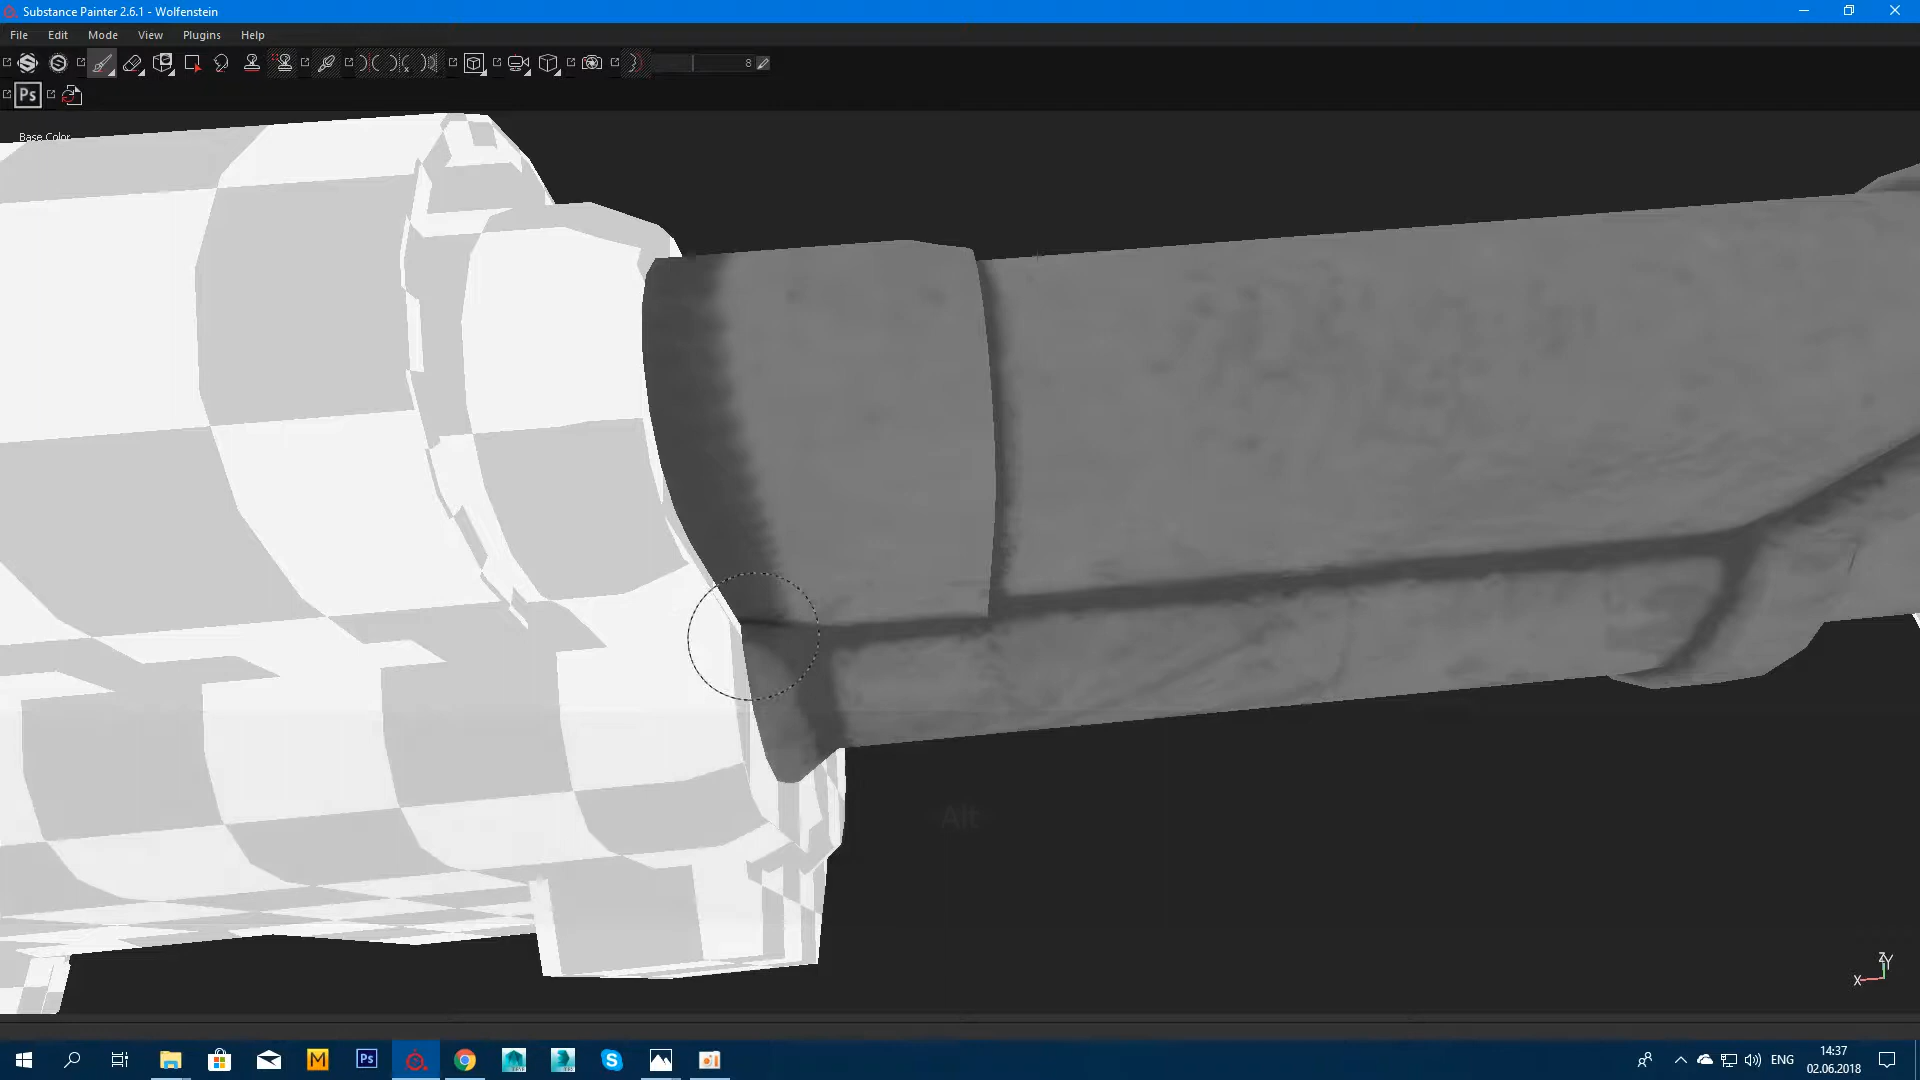 Substance Painter 2.6.1 - Wolfenstein
File Edit Mode View Plugins Help
8
Ps
Base Color
Alt
Y
X
M
Ps
S
ENG
14:37
02.06.2018